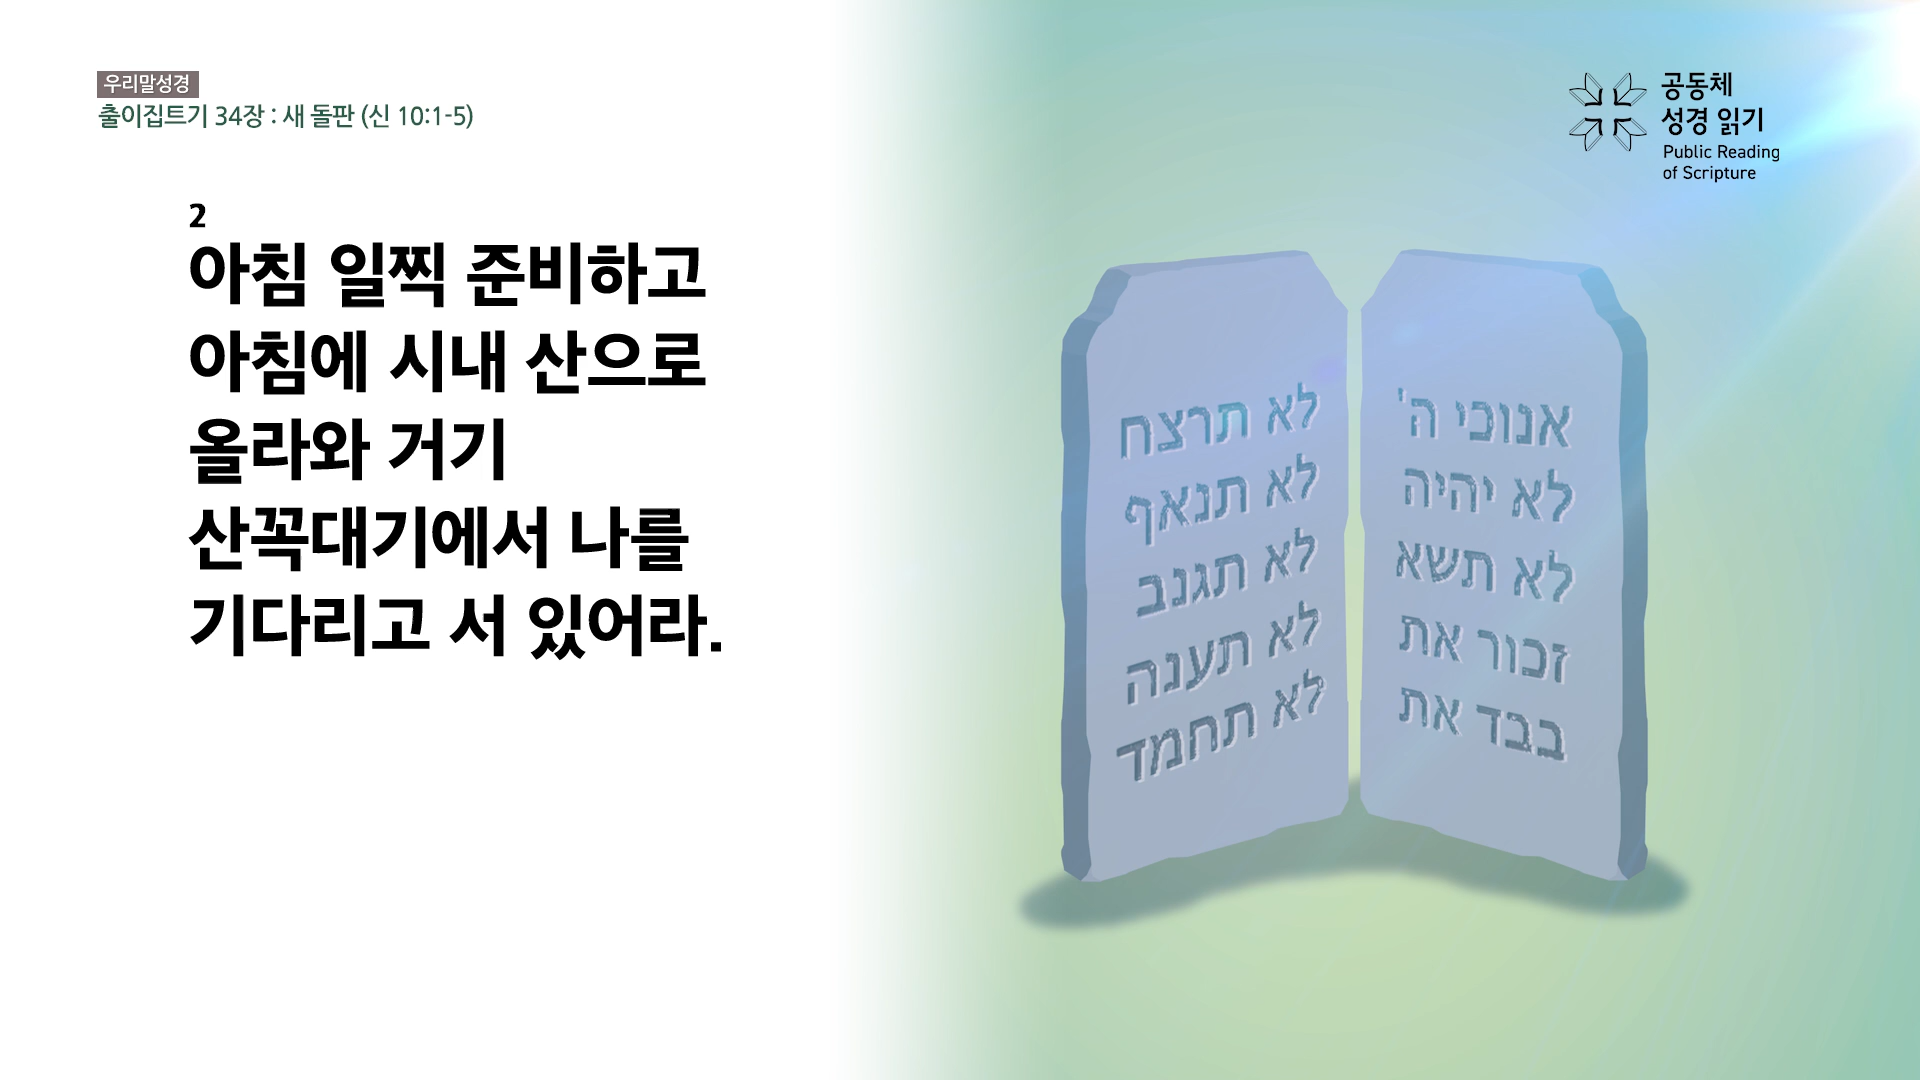 우리말성경
출이집트기 34장 : 새 돌판 (신 10:1-5)
2
아침 일찍 준비하고
아침에 시내 산으로
올라와 거기
산꼭대기에서 나를
기다리고 서 있어라.
공동체
성경 읽기
Public Reading
of Scripture
אנוכי ה'
לא יהיה
לא תשא
זכור את
כבד את
לא תרצח
לא תנאף
לא תגנב
לא תענה
לא תחמד